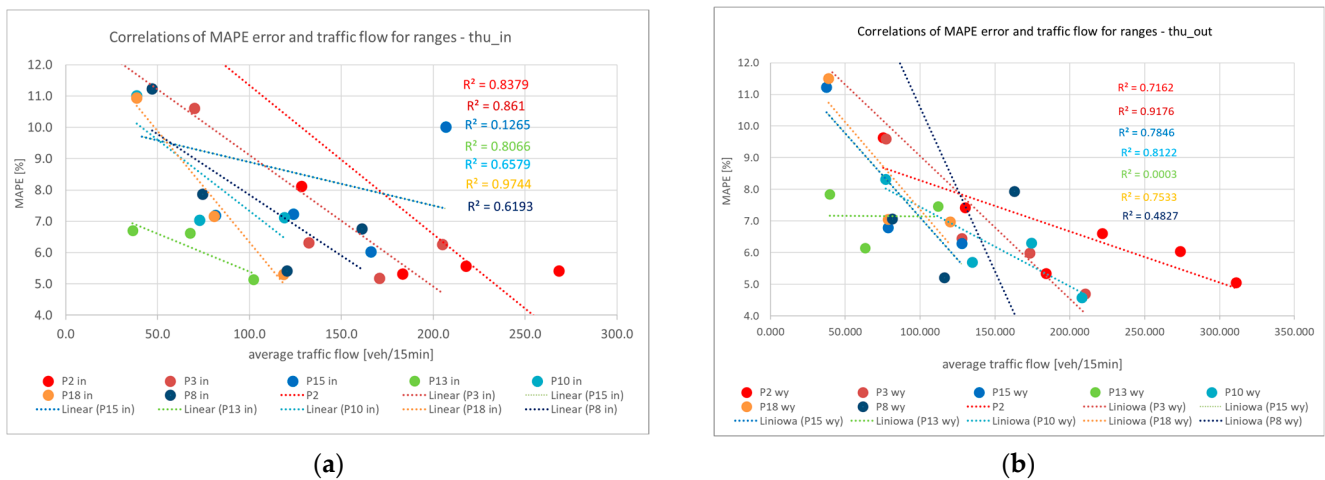 Correlations of MAPE error and traffic flow for ranges - thu_in
12.0
11.0
10.0
9.0
8.0
7.0
6.0
5.0
4.0
MAPE [%]
R² = 0.8379
R² = 0.861
R² = 0.1265
R² = 0.8066
R² = 0.6579
R² = 0.9744
R² = 0.6193
0.0 50.0 100.0 150.0 200.0 250.0 300.0
average traffic flow [veh/15min]
P2 in P3 in P15 in P13 in P10 in
P18 in P8 in P2 Linear (P3 in) Linear (P15 in)
Linear (P15 in) Linear (P13 in) Linear (P10 in) Linear (P18 in) Linear (P8 in)
(a)
Correlations of MAPE error and traffic flow for ranges - thu_out
12.0
11.0
10.0
9.0
8.0
7.0
6.0
5.0
4.0
MAPE [%]
R² = 0.7162
R² = 0.9176
R² = 0.7846
R² = 0.8122
R² = 0.0003
R² = 0.7533
R² = 0.4827
0.000 50.000 100.000 150.000 200.000 250.000 300.000 350.000
average traffic flow [veh/15min]
P2 wy P3 wy P15 wy P13 wy P10 wy
P18 wy P8 wy P2 Liniowa (P3 wy) Liniowa (P15 wy)
Liniowa (P15 wy) Liniowa (P13 wy) Liniowa (P10 wy) Liniowa (P18 wy) Liniowa (P8 wy)
(b)